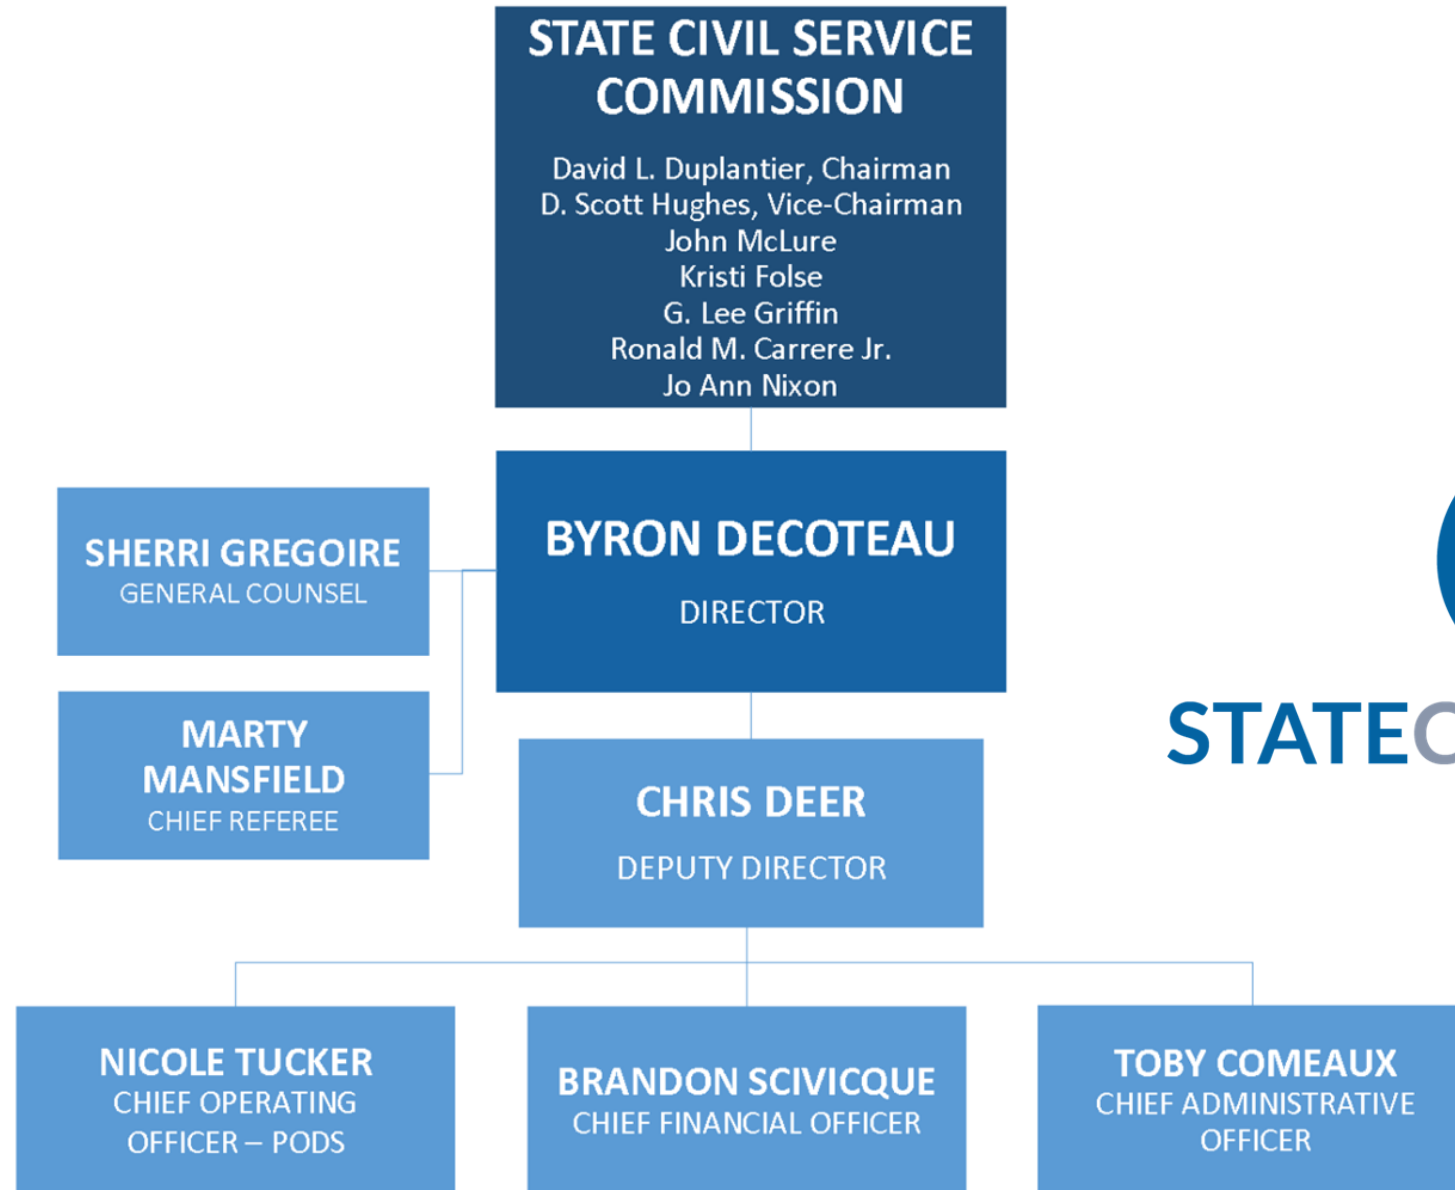 STATE CIVIL SERVICE
COMMISSION
David L. Duplantier, Chairman
D. Scott Hughes, Vice-Chairman
John McLure
Kristi Folse
G. Lee Griffin
Ronald M. Carrere Jr.
Jo Ann Nixon
SHERRI GREGOIRE
GENERAL COUNSEL
BYRON DECOTEAU
DIRECTOR
MARTY
MANSFIELD
CHIEF REFEREE
STATE
CHRIS DEER
DEPUTY DIRECTOR
NICOLE TUCKER
CHIEF OPERATING
OFFICER – PODS
BRANDON SCIVICQUE
CHIEF FINANCIAL OFFICER
TOBY COMEAUX
CHIEF ADMINISTRATIVE
OFFICER